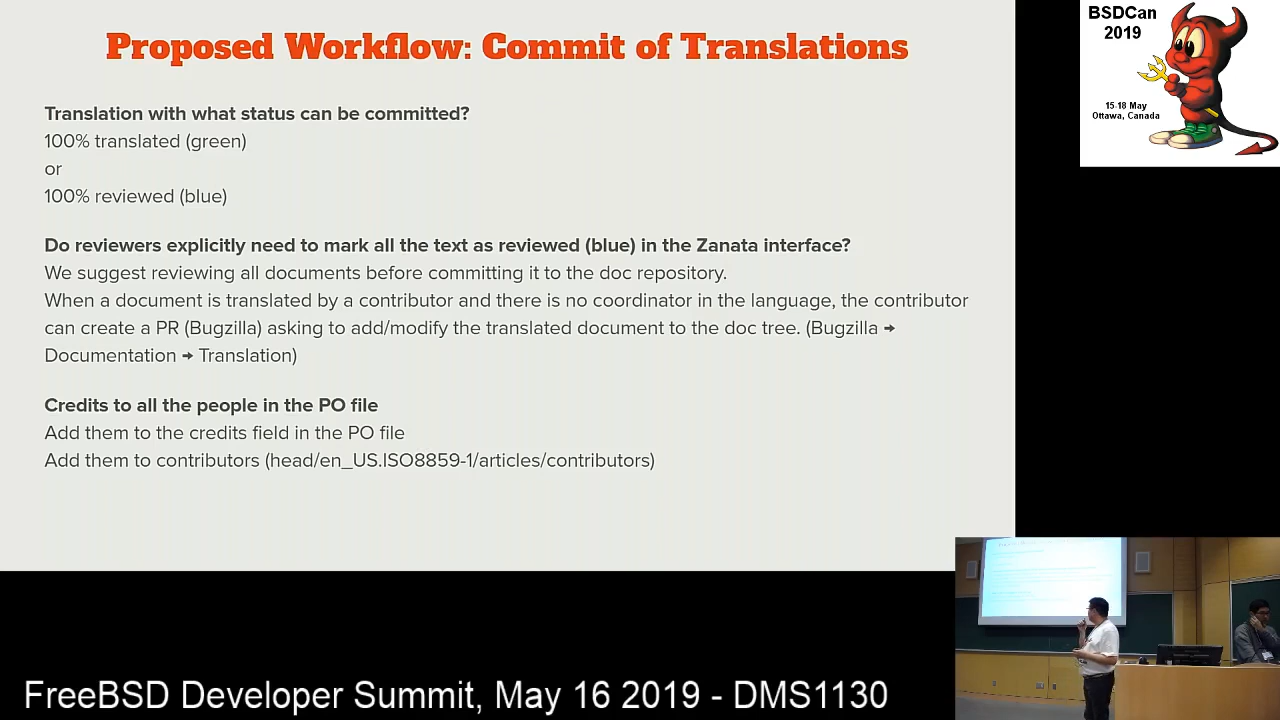 Proposed Workflow: Commit of Translations
Translation with what status can be committed?
100% translated (green)
or
100% reviewed (blue)
Do reviewers explicitly need to mark all the text as reviewed (blue) in the Zanata interface?
We suggest reviewing all documents before committing it to the doc repository.
When a document is translated by a contributor and there is no coordinator in the language, the contributor
can create a PR (Bugzilla) asking to add/modify the translated document to the doc tree. (Bugzilla →
Documentation → Translation)
Credits to all the people in the PO file
Add them to the credits field in the PO file
Add them to contributors (head/en_US.ISO8859-1/articles/contributors)
BSDCan
2019
15-18 May
Ottawa, Canada
FreeBSD Developer Summit, May 16 2019 - DMS1130